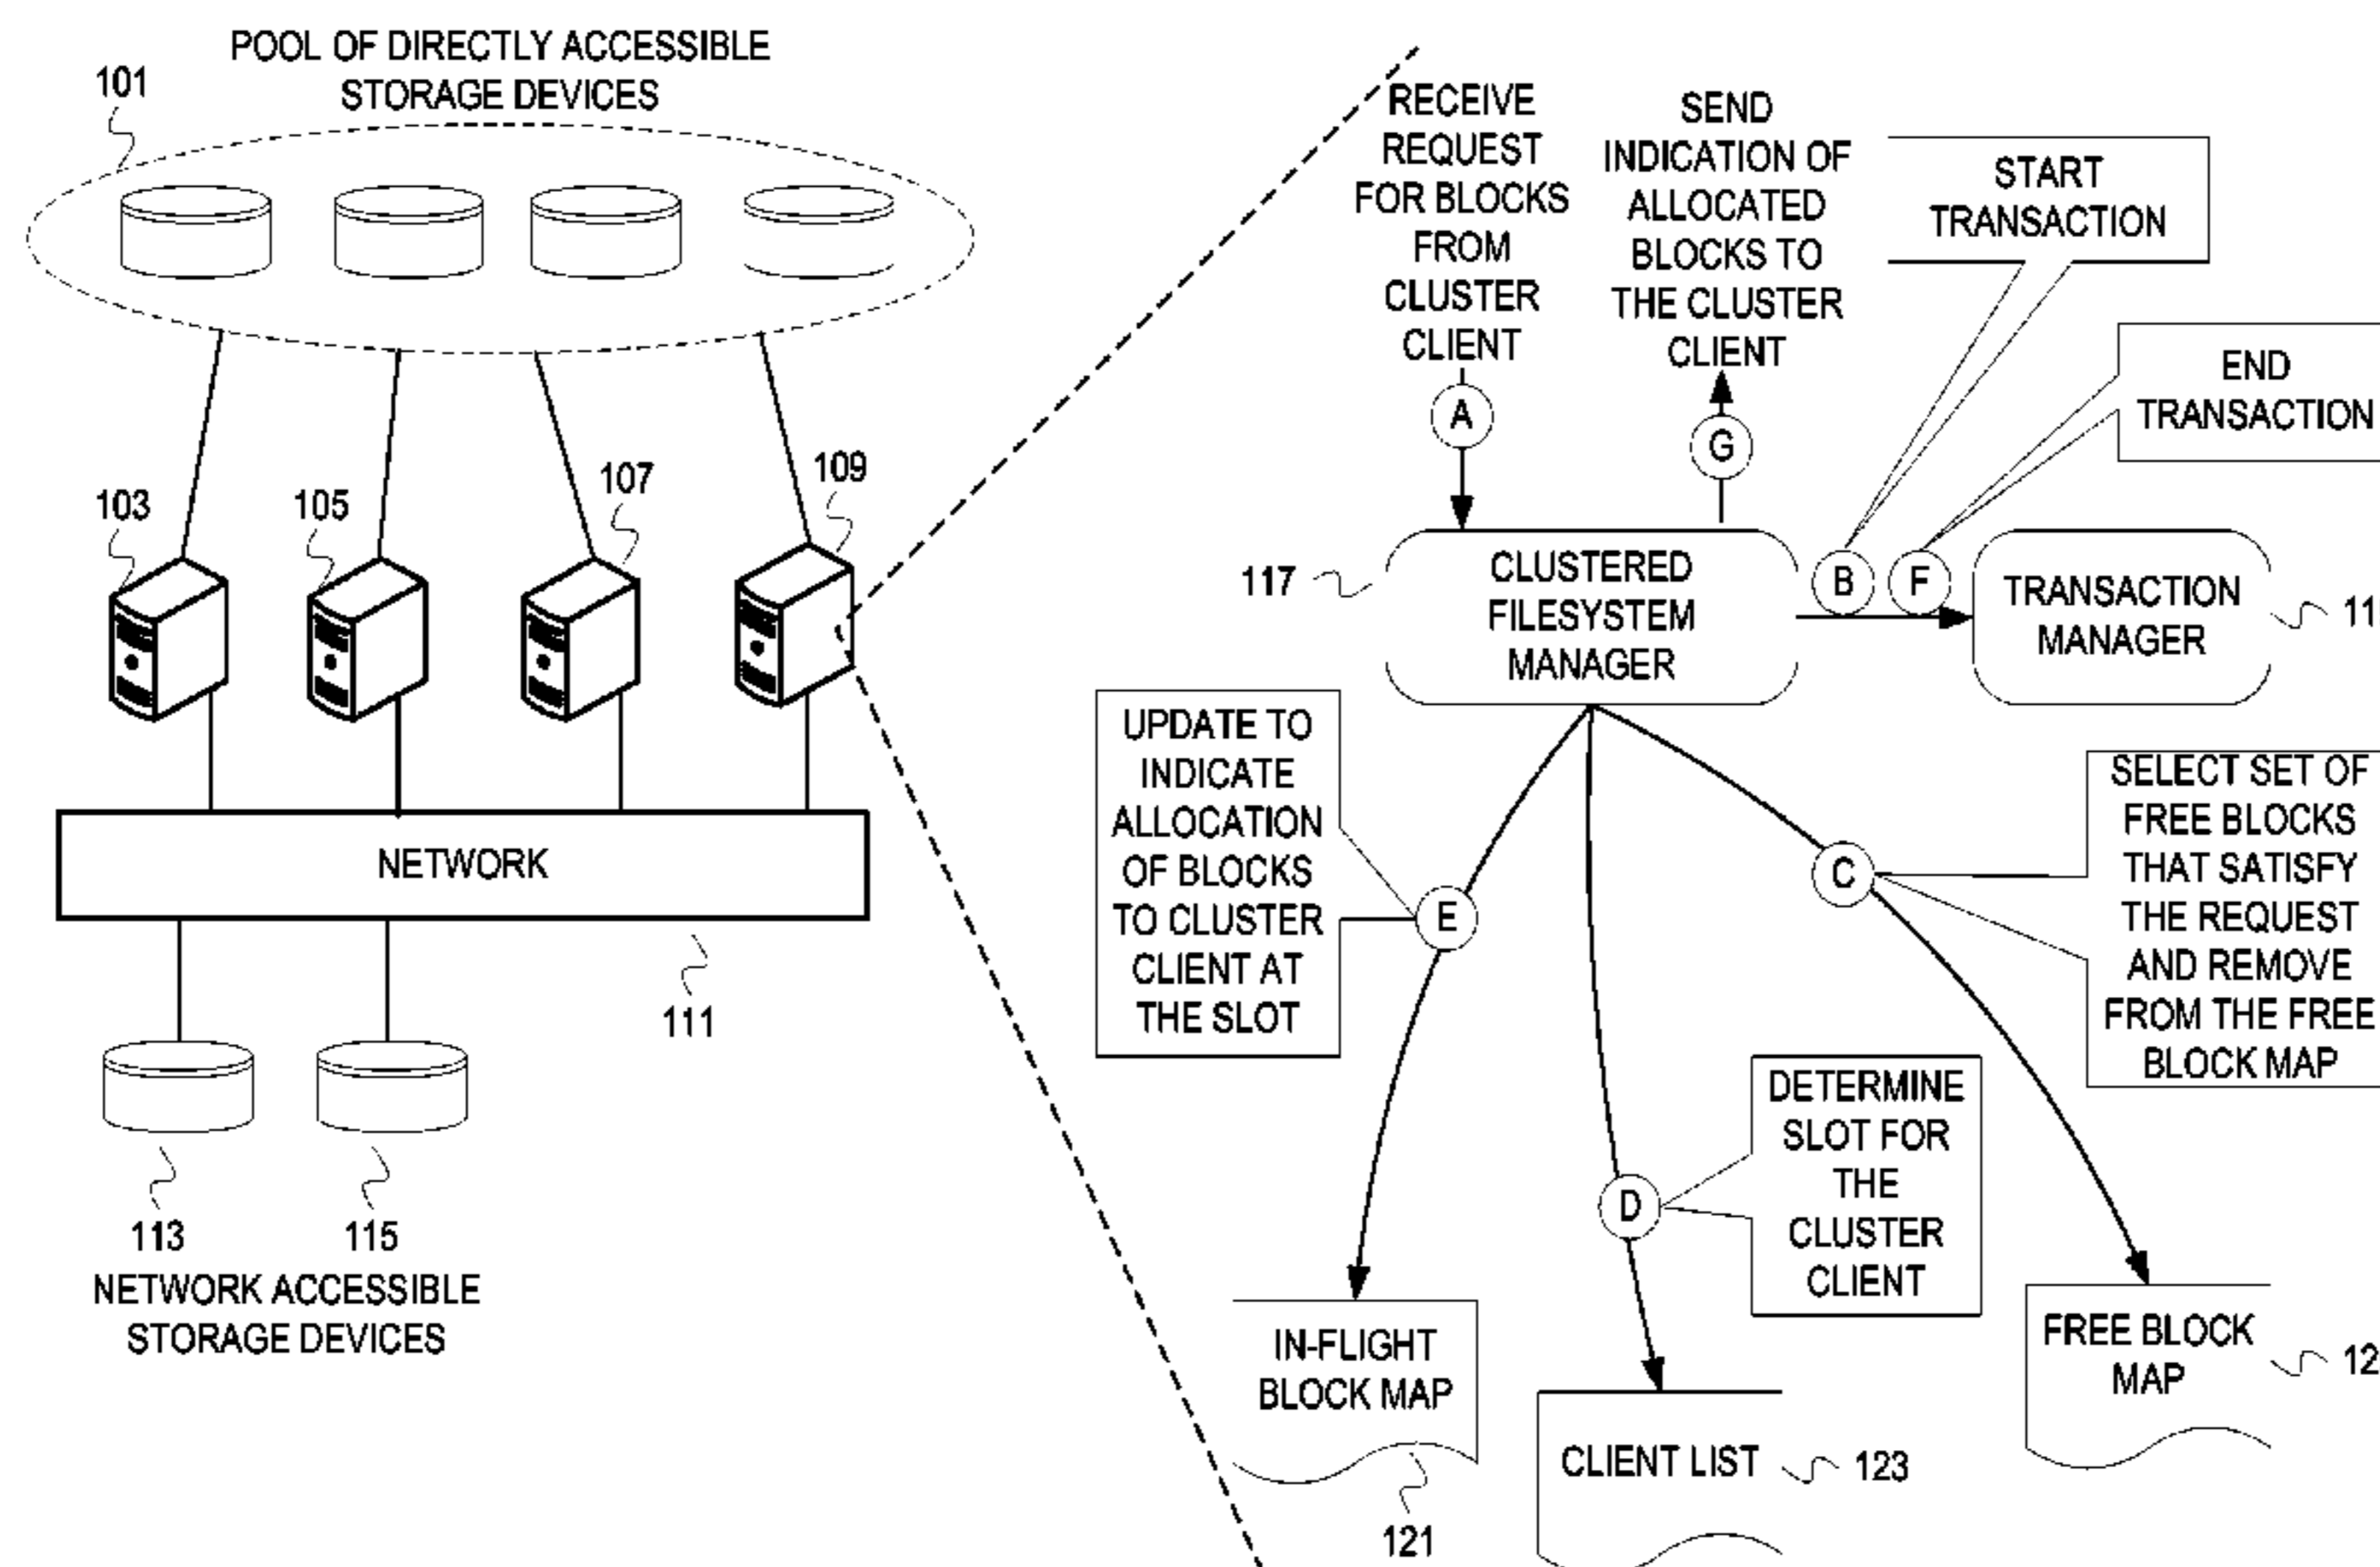 POOL OF DIRECTLY ACCESSIBLE
STORAGE DEVICES
101
103
105
107
109
NETWORK
111
113
115
NETWORK ACCESSIBLE
STORAGE DEVICES
RECEIVE
REQUEST
FOR BLOCKS
FROM
CLUSTER
CLIENT
A
SEND
INDICATION OF
ALLOCATED
BLOCKS TO
THE CLUSTER
CLIENT
G
START
TRANSACTION
END
TRANSACTION
117
CLUSTERED
FILESYSTEM
MANAGER
B
F
TRANSACTION
MANAGER
11
UPDATE TO
INDICATE
ALLOCATION
OF BLOCKS
TO CLUSTER
CLIENT AT
THE SLOT
E
C
SELECT SET OF
FREE BLOCKS
THAT SATISFY
THE REQUEST
AND REMOVE
FROM THE FREE
BLOCK MAP
D
DETERMINE
SLOT FOR
THE
CLUSTER
CLIENT
IN-FLIGHT
BLOCK MAP
121
CLIENT LIST
123
FREE BLOCK
MAP
12